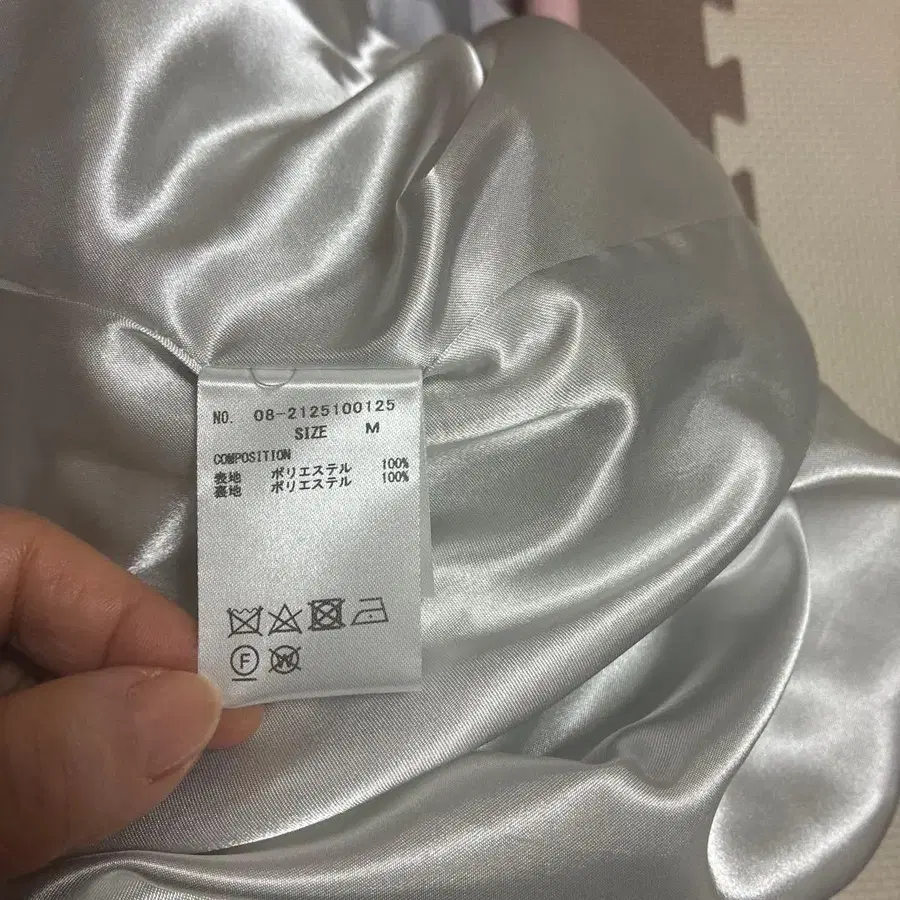 NO. 08-2125100125
SIZE M
COMPOSITION
表地 ポリエステル 100%
裏地 ポリエステル 100%
F W